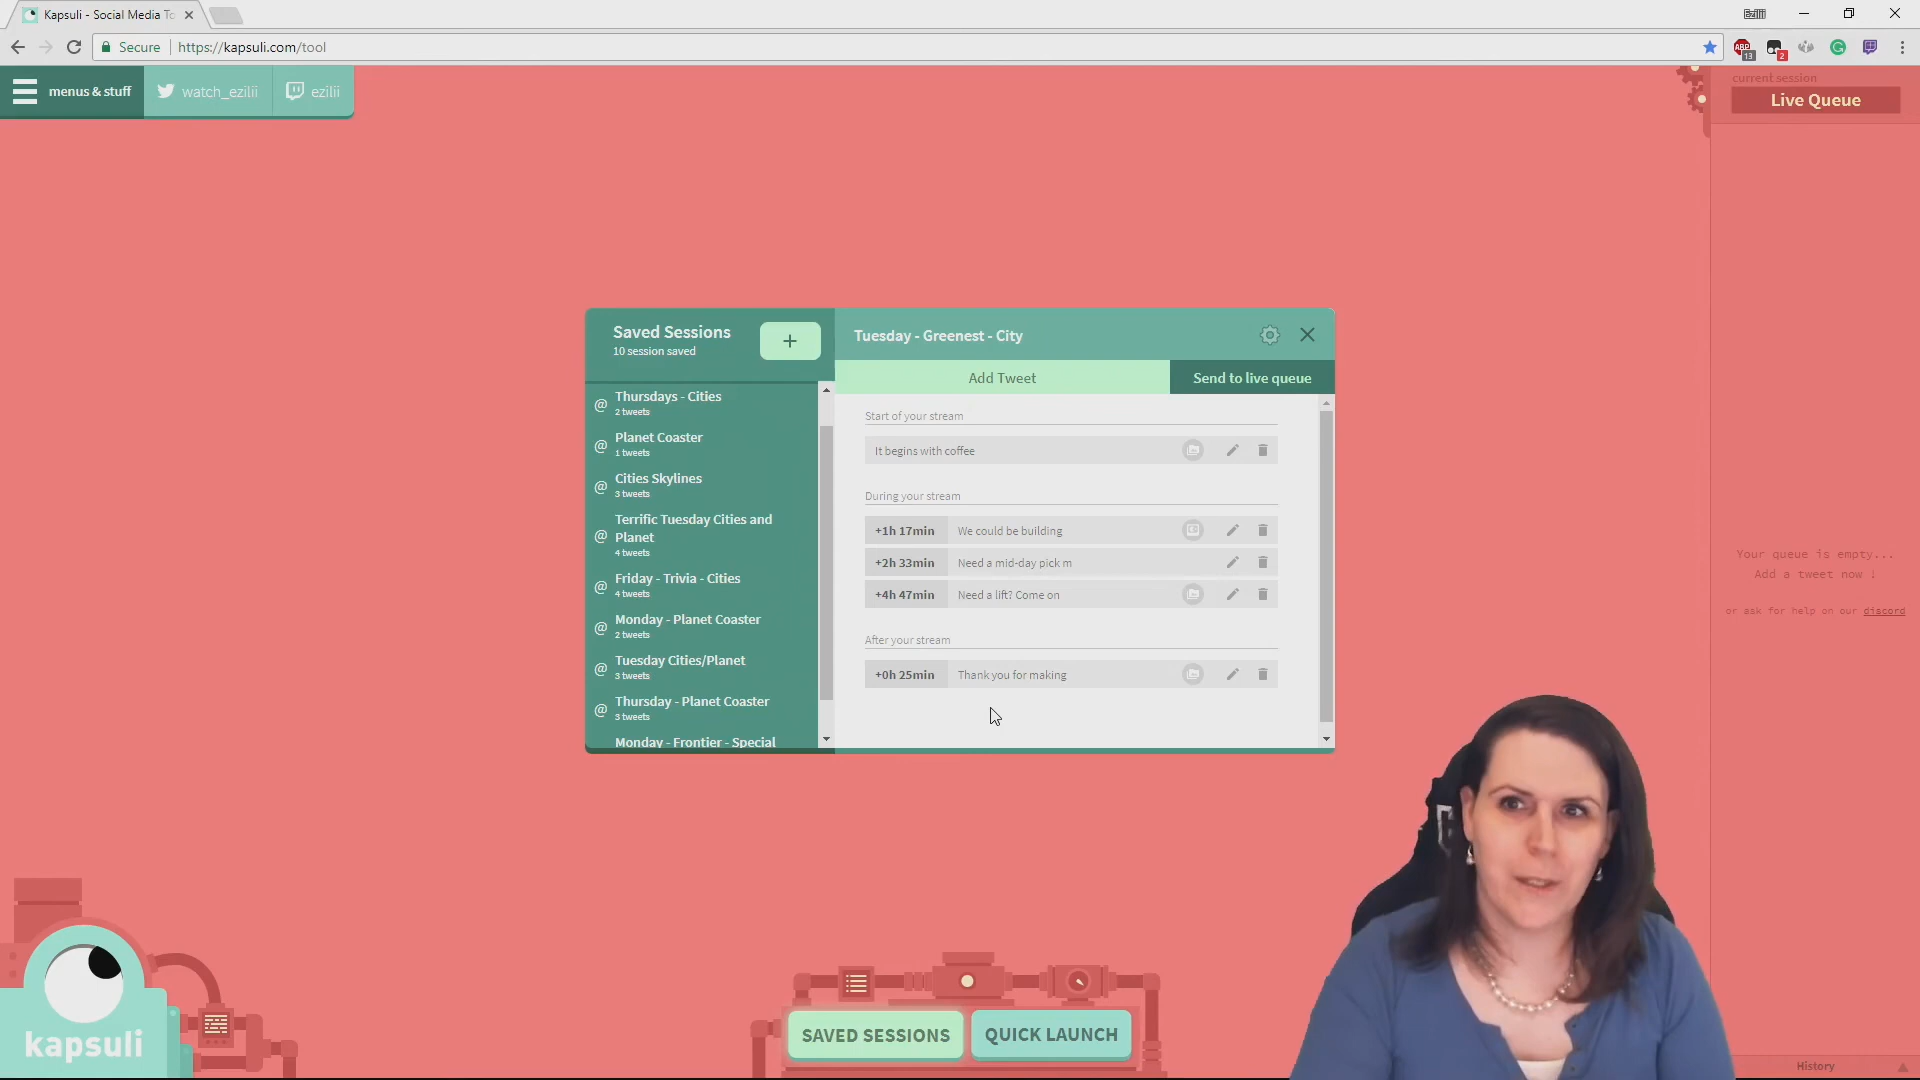 Kapsuli - Social Media To
Ezilii
Secure
https://kapsuli.com/tool
ABP
13
2
menus & stuff
watch_ezilii
ezilii
current session
Live Queue
Saved Sessions
10 session saved
+
Tuesday - Greenest - City
Add Tweet
Send to live queue
@ Thursdays - Cities
2 tweets
@ Planet Coaster
1 tweets
@ Cities Skylines
3 tweets
@ Terrific Tuesday Cities and
Planet
4 tweets
@ Friday - Trivia - Cities
4 tweets
@ Monday - Planet Coaster
2 tweets
@ Tuesday Cities/Planet
3 tweets
@ Thursday - Planet Coaster
3 tweets
Monday - Frontier - Special
Start of your stream
It begins with coffee
During your stream
+1h 17min We could be building
+2h 33min Need a mid-day pick m
+4h 47min Need a lift? Come on
After your stream
+0h 25min Thank you for making
Your queue is empty...
Add a tweet now ↓
or ask for help on our discord
kapsuli
SAVED SESSIONS
QUICK LAUNCH
History